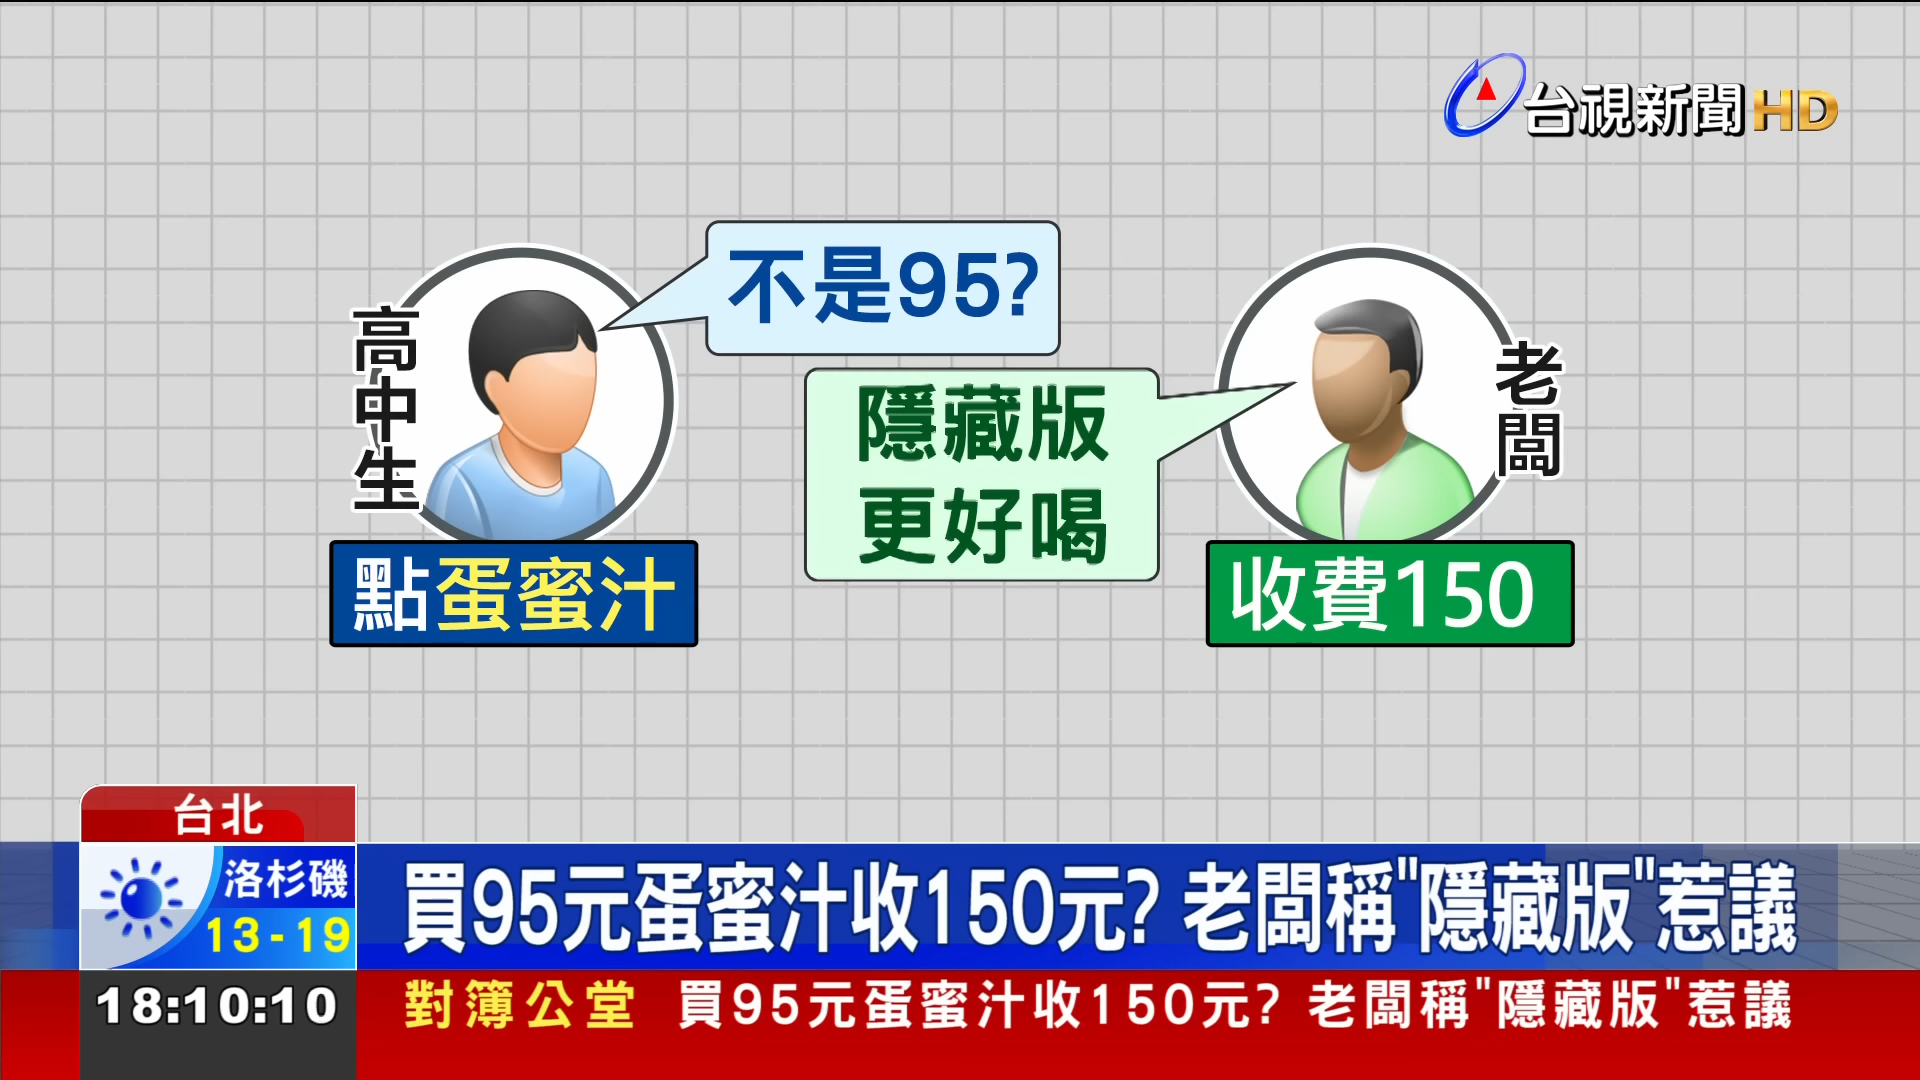 台視新聞HD
不是95?
高中生
隱藏版
更好喝
老闆
點蛋蜜汁
收費150
台北
洛杉磯
13-19
18:10:10
買95元蛋蜜汁收150元? 老闆稱"隱藏版"惹議
對簿公堂 買95元蛋蜜汁收150元? 老闆稱"隱藏版"惹議